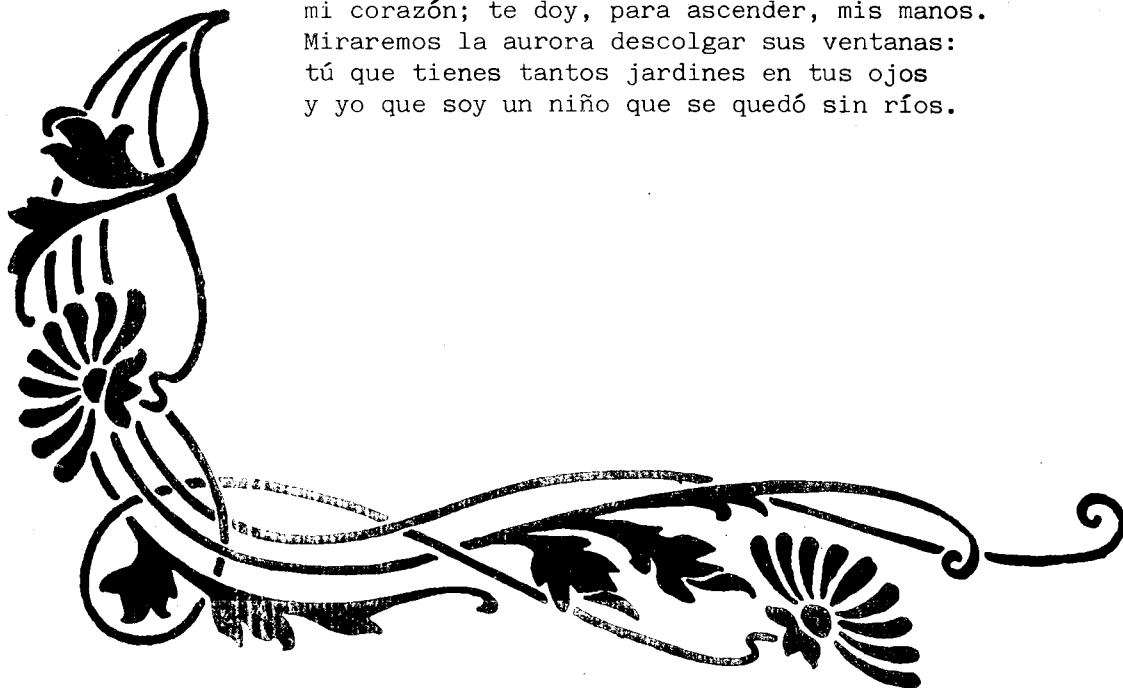 mi corazón; te doy, para ascender, mis manos.
Miraremos la aurora descolgar sus ventanas:
tú que tienes tantos jardines en tus ojos
y yo que soy un niño que se quedó sin ríos.